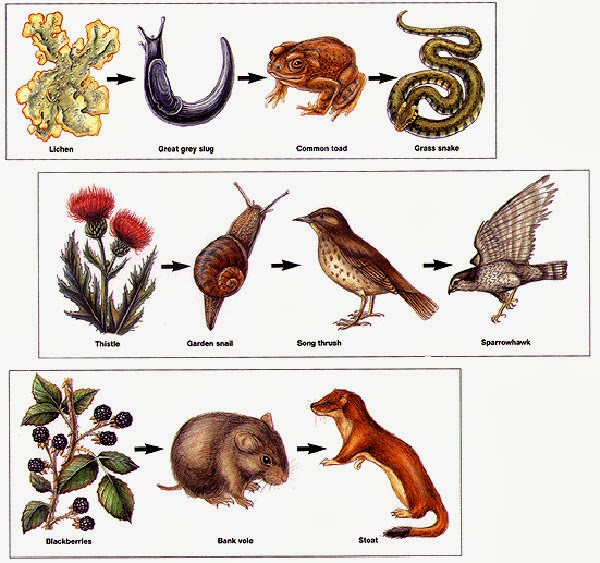 Lichen
Great grey slug
Common toad
Grass snake
Thistle
Garden snail
Song thrush
Sparrowhawk
Blackberries
Bank vole
Stoat